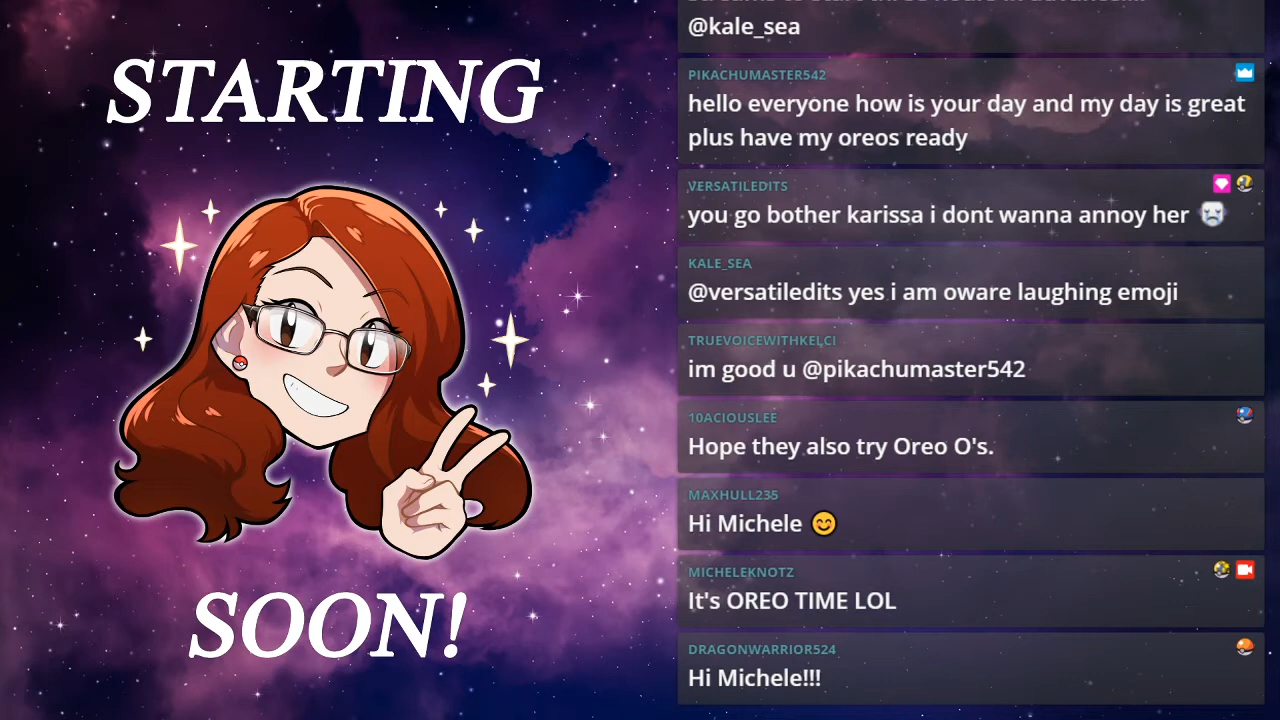 STARTING
SOON!
@kale_sea
PIKACHUMASTER542
hello everyone how is your day and my day is great
plus have my oreos ready
VERSATILEDITS
you go bother karissa i dont wanna annoy her
KALE_SEA
@versatiledits yes i am oware laughing emoji
TRUEVOICEWITHKELCI
im good u @pikachumaster542
10ACIOUSLEE
Hope they also try Oreo O's.
MAXHULL235
Hi Michele 😊
MICHELEKNOTZ
It's OREO TIME LOL
DRAGONWARRIOR524
Hi Michele!!!